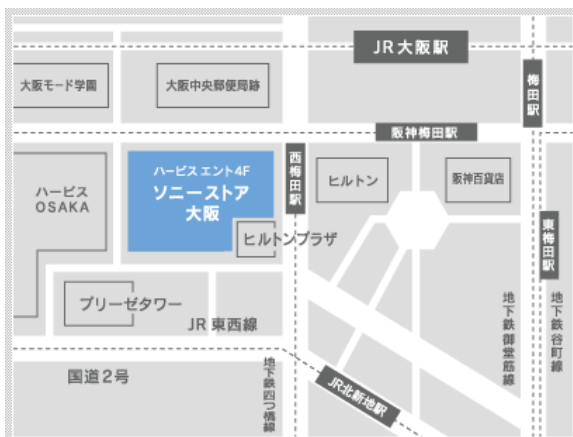 JR大阪駅
大阪モード学園
大阪中央郵便局跡
梅田駅
阪神梅田駅
ハービス
OSAKA
ハービス エント4F
ソニーストア
大阪
西梅田駅
ヒルトン
阪神百貨店
ヒルトンプラザ
東梅田駅
ブリーゼタワー
JR 東西線
地下鉄御堂筋線
地下鉄谷町線
国道2号
地下鉄四つ橋線
JR北新地駅